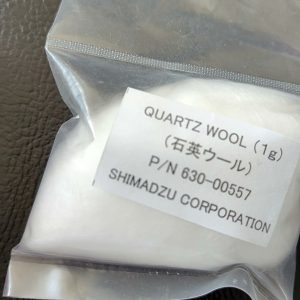 QUARTZ WOOL (1g)
(石英ウール)
P/N 630-00557
SHIMADZU CORPORATION